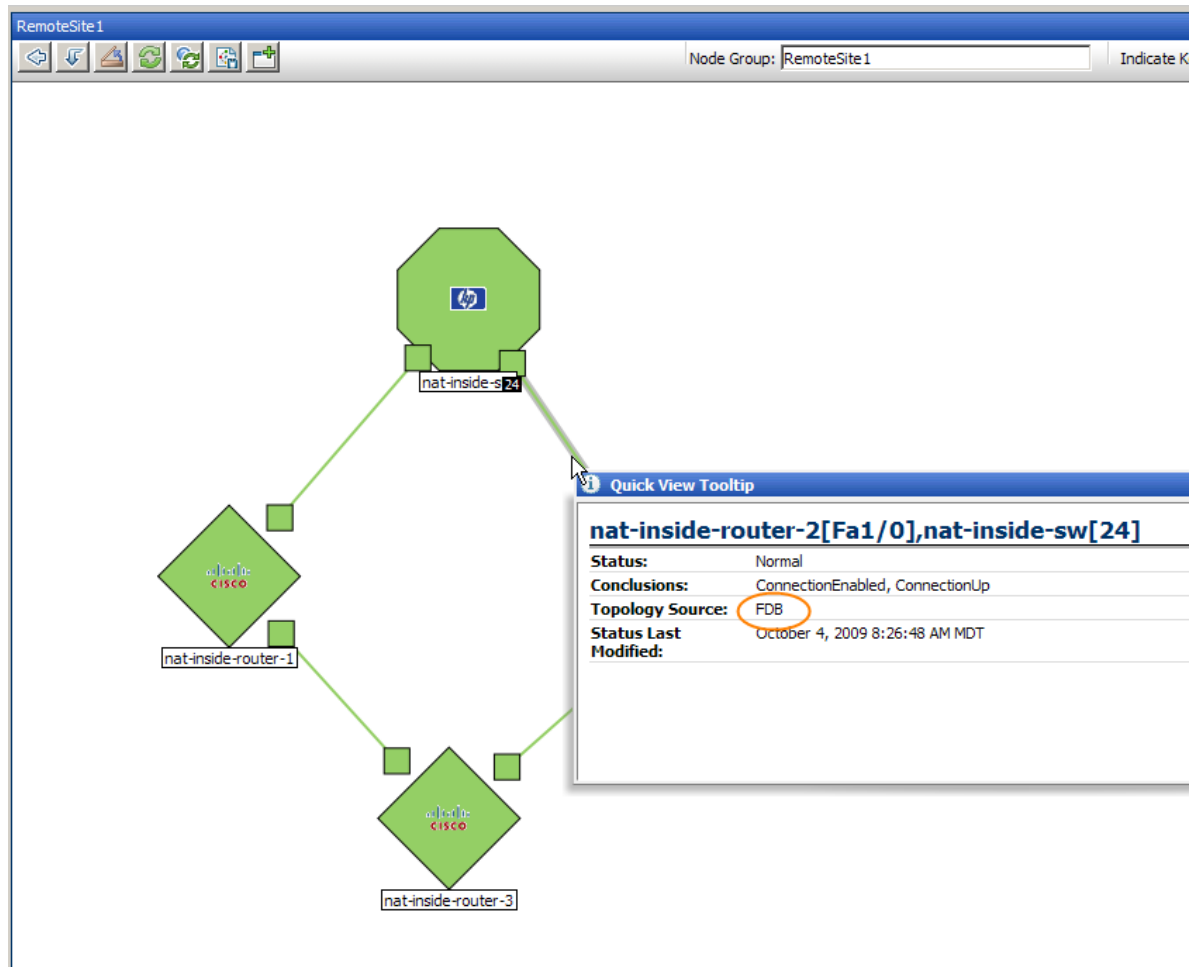 RemoteSite1
Node Group: RemoteSite1
Indicate K
hp
nat-inside-s 24
CISCO
nat-inside-router-1
CISCO
nat-inside-router-3
Quick View Tooltip
nat-inside-router-2[Fa1/0],nat-inside-sw[24]
Status: Normal
Conclusions: ConnectionEnabled, ConnectionUp
Topology Source: FDB
Status Last Modified: October 4, 2009 8:26:48 AM MDT